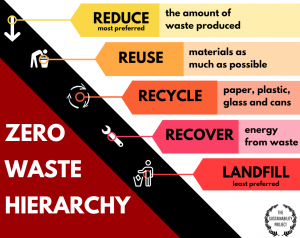 REDUCE
most preferred
the amount of
waste produced
REUSE
materials as
much as possible
RECYCLE
paper, plastic,
glass and cans
RECOVER
energy
from waste
LANDFILL
least preferred
ZERO
WASTE
HIERARCHY
THE
SUSTAINABILITY
PROJECT